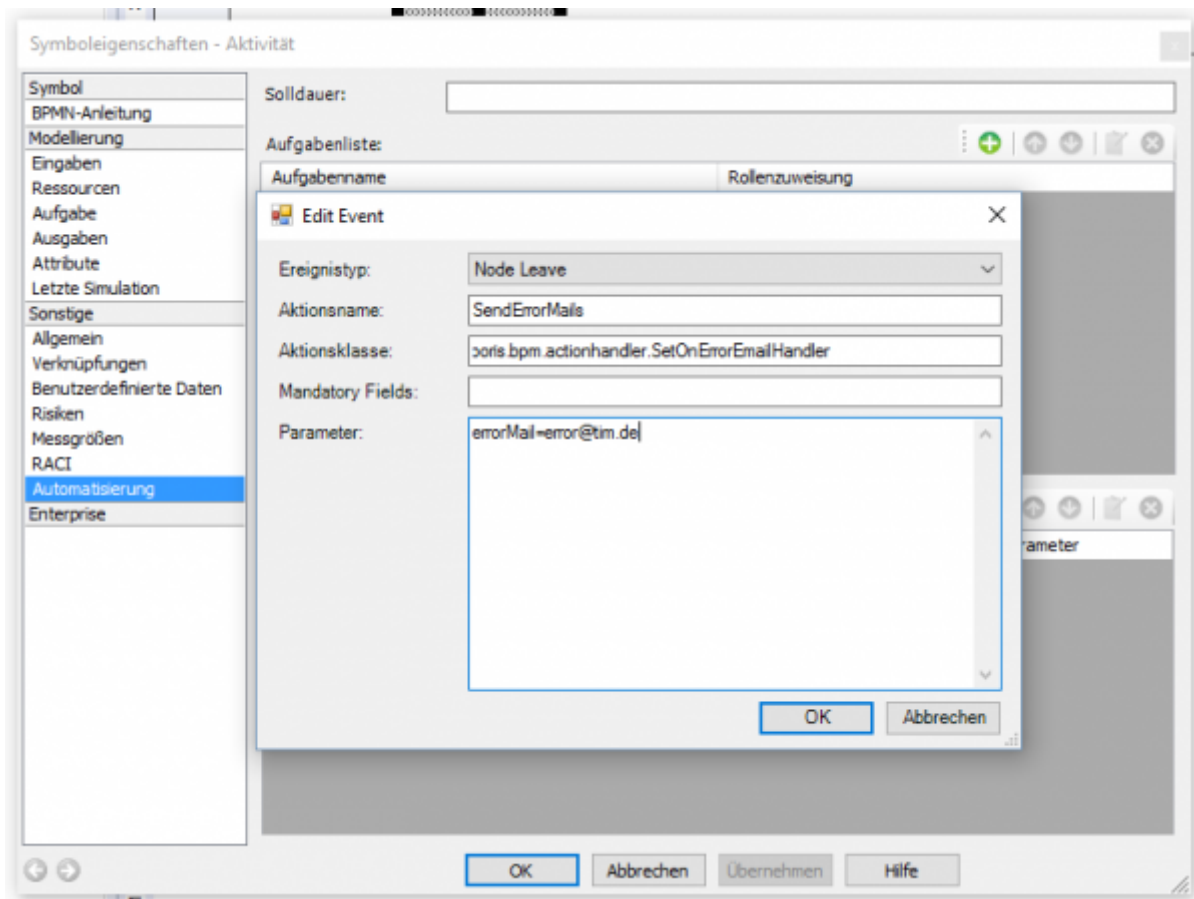 Symboleigenschaften - Aktivität
Symbol
BPMN-Anleitung
Modellierung
Eingaben
Ressourcen
Aufgabe
Ausgaben
Attribute
Letzte Simulation
Sonstige
Allgemein
Verknüpfungen
Benutzerdefinierte Daten
Risiken
Messgrößen
RACI
Automatisierung
Enterprise
Solldauer:
Aufgabenliste:
Aufgabenname Rollenzuweisung
Edit Event
Ereignistyp: Node Leave
Aktionsname: SendErrorMails
Aktionsklasse: boris.bpm.actionhandler.SetOnErrorEmailHandler
Mandatory Fields:
Parameter: errorMail=error@tim.de
OK Abbrechen
rameter
OK Abbrechen Übernehmen Hilfe